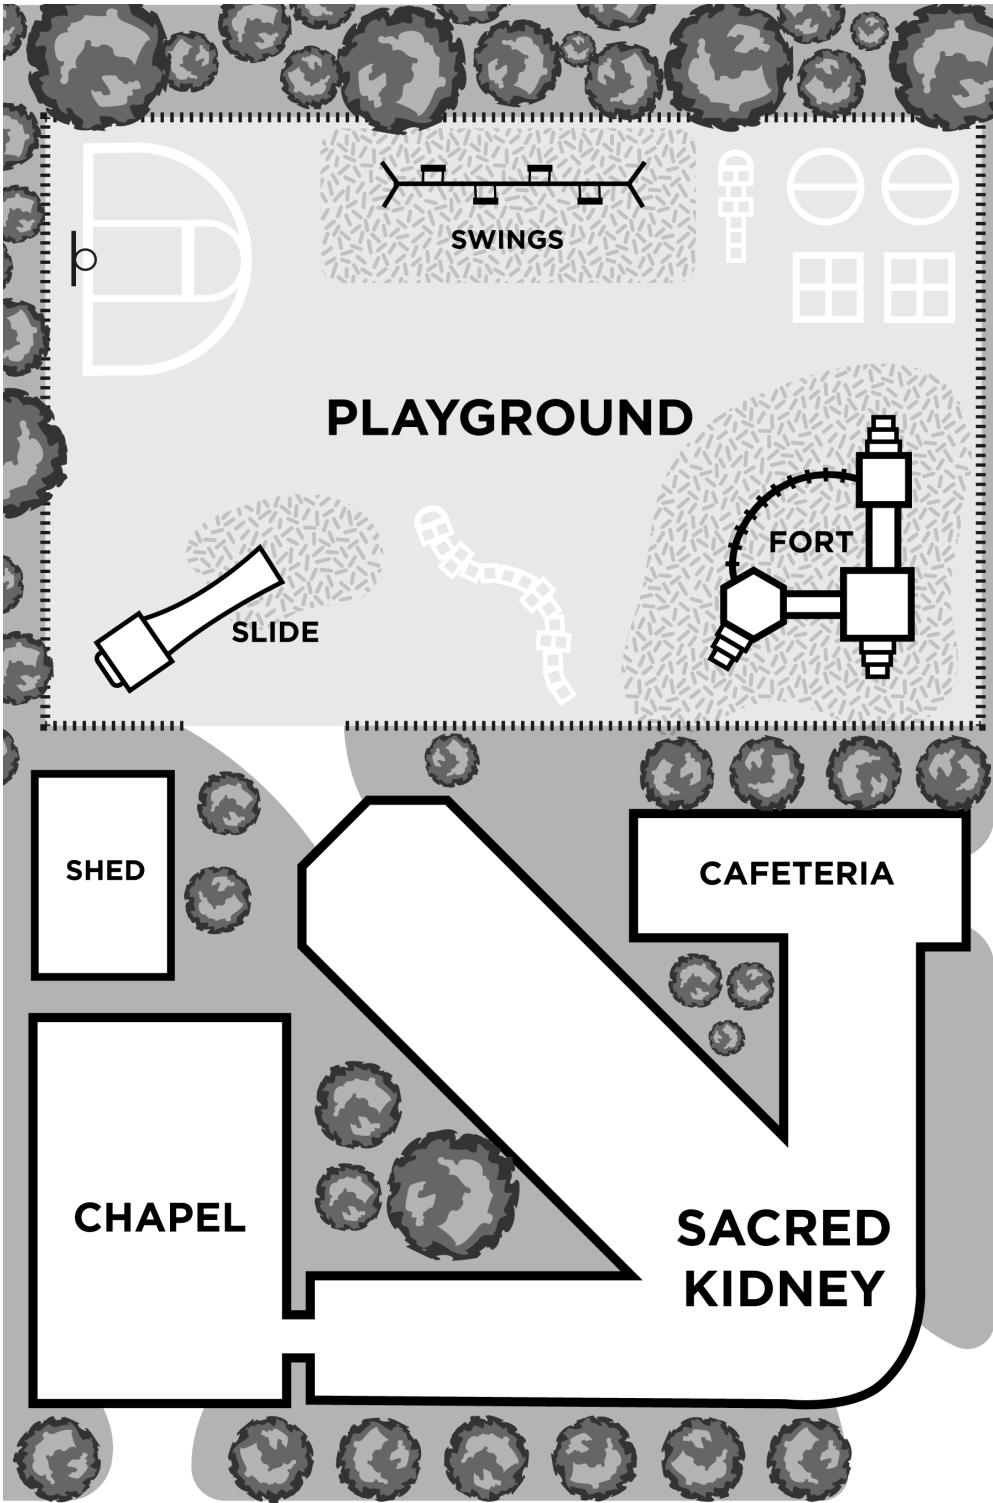 SWINGS
PLAYGROUND
FORT
SLIDE
SHED
CAFETERIA
CHAPEL
SACRED
KIDNEY